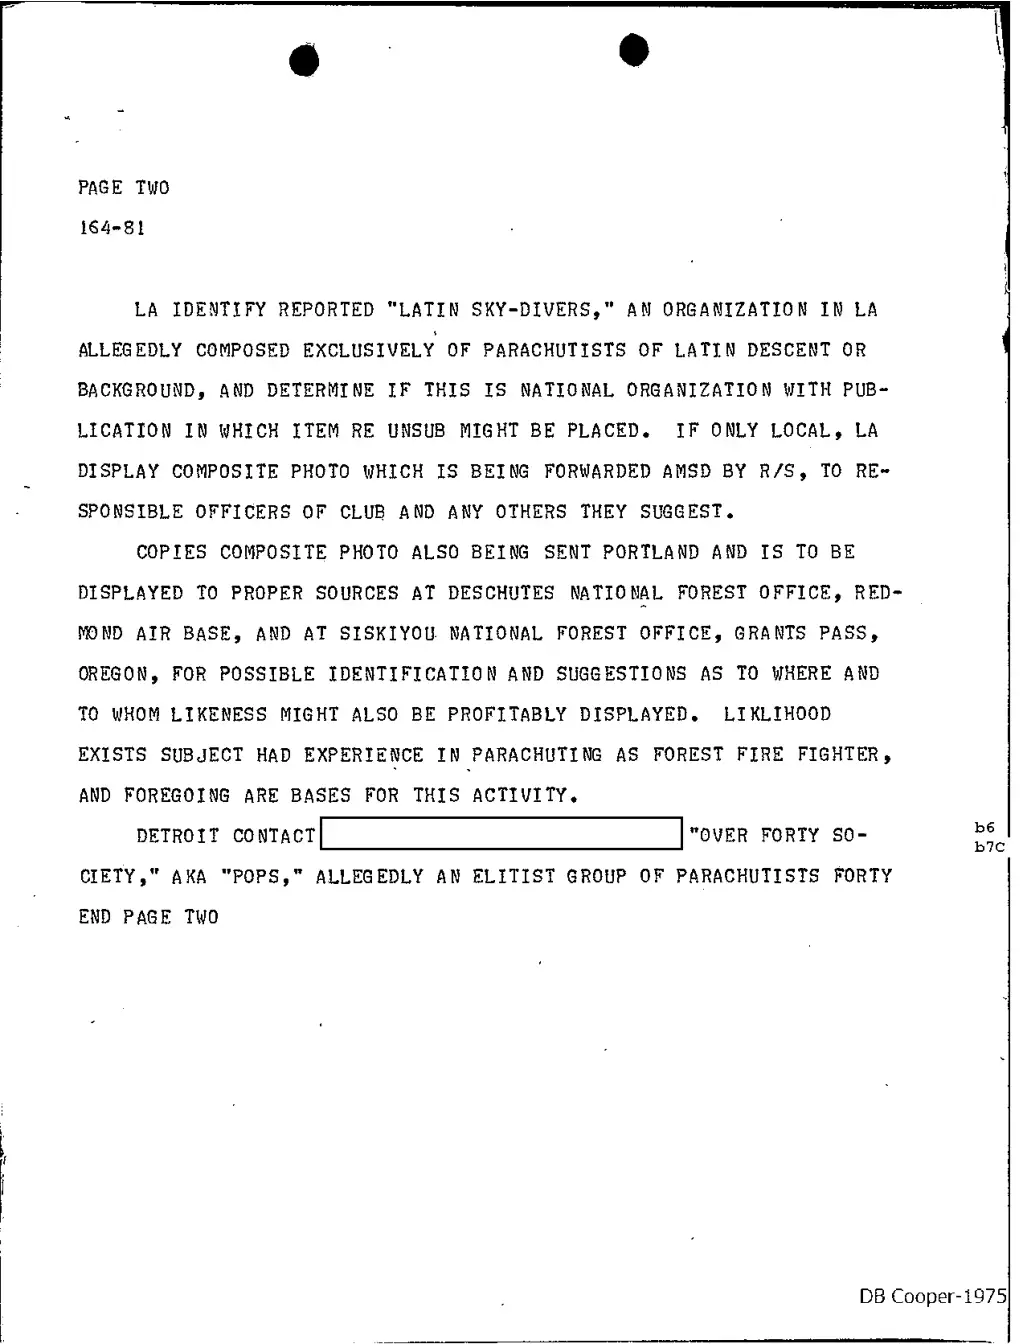 PAGE TWO
164-81
LA IDENTIFY REPORTED "LATIN SKY-DIVERS," AN ORGANIZATION IN LA
ALLEGEDLY COMPOSED EXCLUSIVELY OF PARACHUTISTS OF LATIN DESCENT OR
BACKGROUND, AND DETERMINE IF THIS IS NATIONAL ORGANIZATION WITH PUB-
LICATION IN WHICH ITEM RE UNSUB MIGHT BE PLACED. IF ONLY LOCAL, LA
DISPLAY COMPOSITE PHOTO WHICH IS BEING FORWARDED AMSD BY R/S, TO RE-
SPONSIBLE OFFICERS OF CLUB AND ANY OTHERS THEY SUGGEST.
COPIES COMPOSITE PHOTO ALSO BEING SENT PORTLAND AND IS TO BE
DISPLAYED TO PROPER SOURCES AT DESCHUTES NATIONAL FOREST OFFICE, RED-
MOND AIR BASE, AND AT SISKIYOU NATIONAL FOREST OFFICE, GRANTS PASS,
OREGON, FOR POSSIBLE IDENTIFICATION AND SUGGESTIONS AS TO WHERE AND
TO WHOM LIKENESS MIGHT ALSO BE PROFITABLY DISPLAYED. LIKLIHOOD
EXISTS SUBJECT HAD EXPERIENCE IN PARACHUTING AS FOREST FIRE FIGHTER,
AND FOREGOING ARE BASES FOR THIS ACTIVITY.
DETROIT CONTACT "OVER FORTY SO-
b6
b7C
CIETY," AKA "POPS," ALLEGEDLY AN ELITIST GROUP OF PARACHUTISTS FORTY
END PAGE TWO
DB Cooper-1975